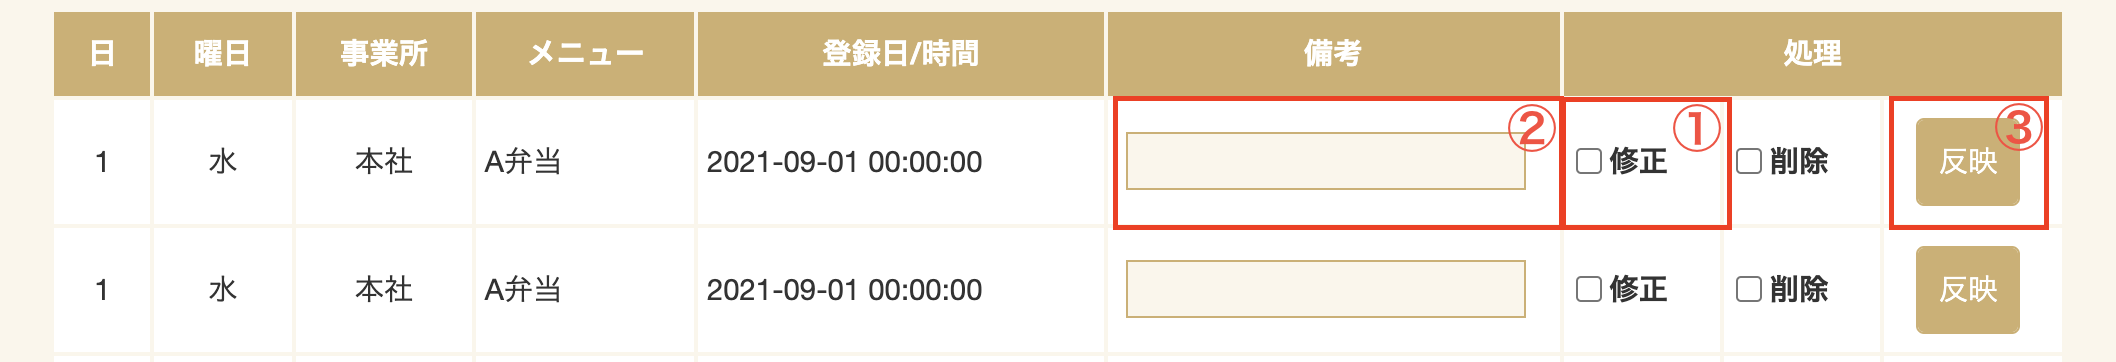 日 曜日 事業所 メニュー 登録日/時間 備考 処理
1 水 本社 A弁当 2021-09-01 00:00:00 ② 修正 ① 削除 反映 ③
1 水 本社 A弁当 2021-09-01 00:00:00 修正 削除 反映